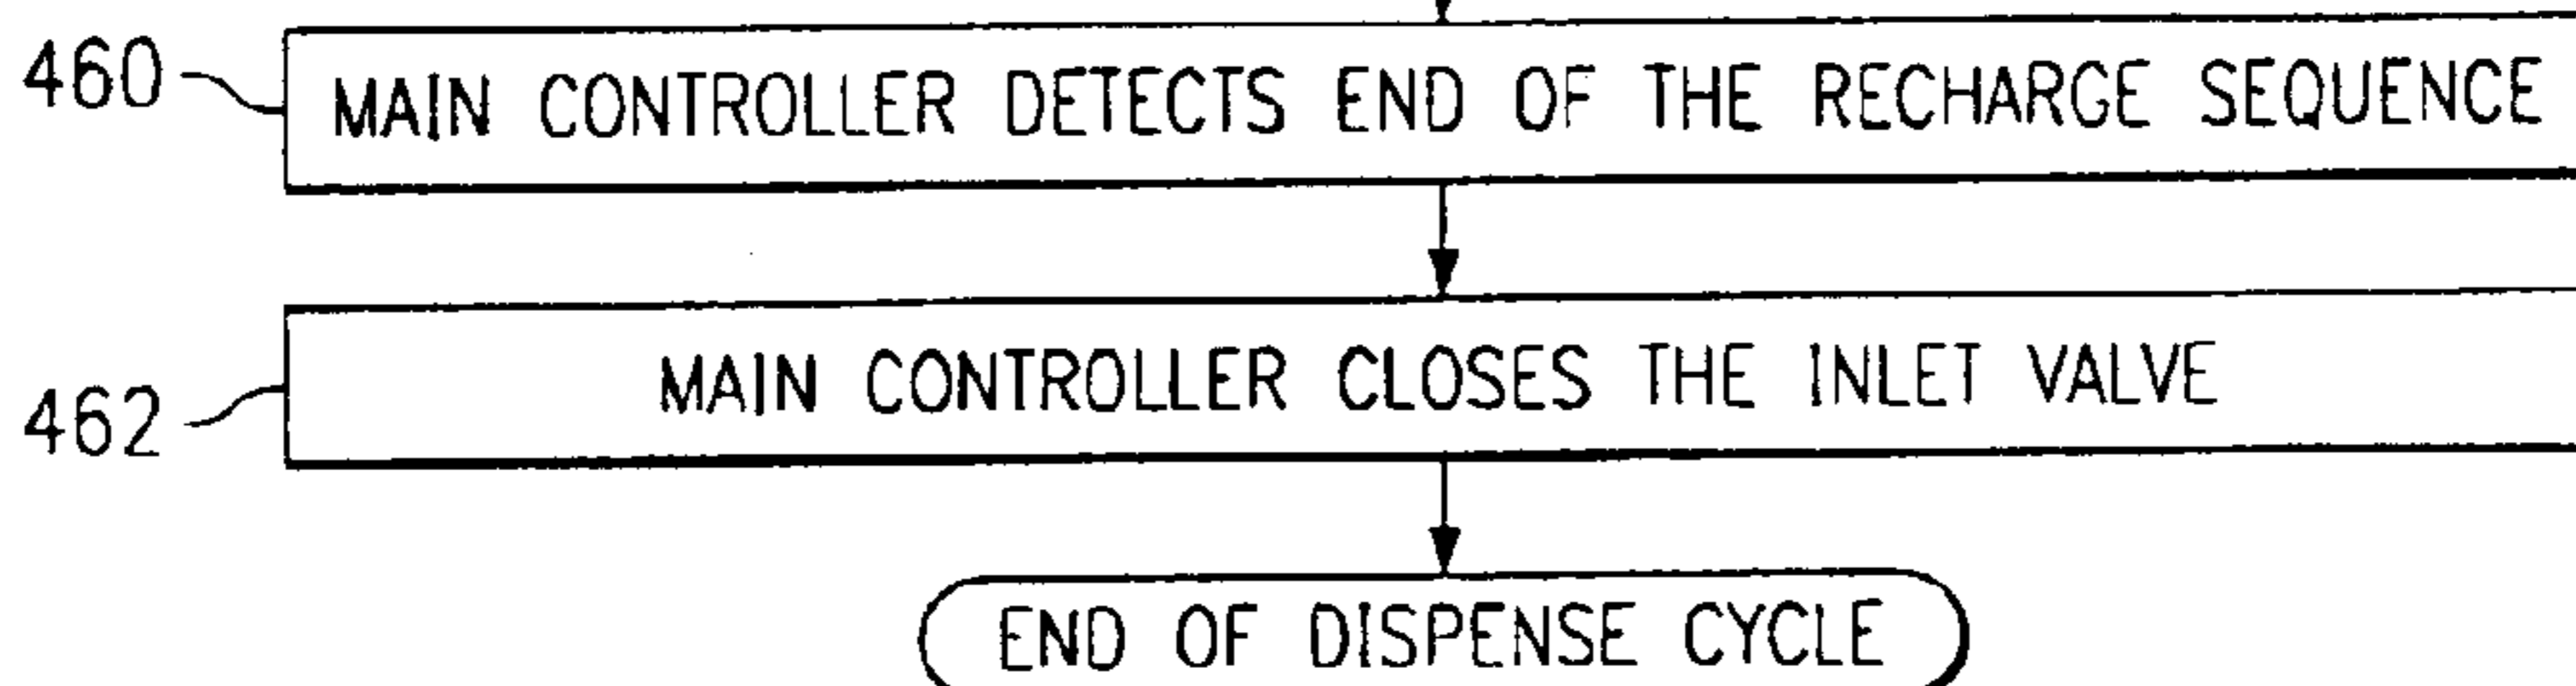 460 MAIN CONTROLLER DETECTS END OF THE RECHARGE SEQUENCE
462 MAIN CONTROLLER CLOSES THE INLET VALVE
END OF DISPENSE CYCLE